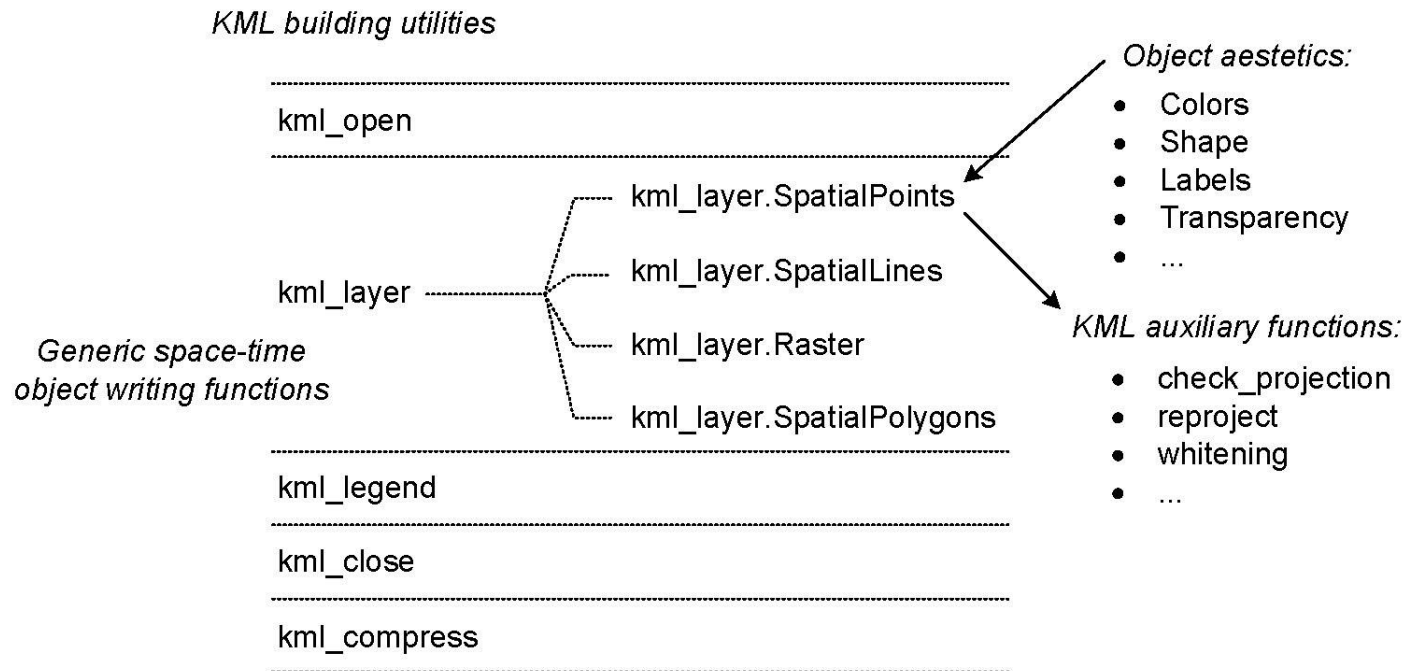 KML building utilities
kml_open
kml_layer
kml_layer.SpatialPoints
kml_layer.SpatialLines
kml_layer.Raster
kml_layer.SpatialPolygons
Generic space-time
object writing functions
kml_legend
kml_close
kml_compress
Object aestetics:
• Colors
• Shape
• Labels
• Transparency
• ...
KML auxiliary functions:
• check_projection
• reproject
• whitening
• ...